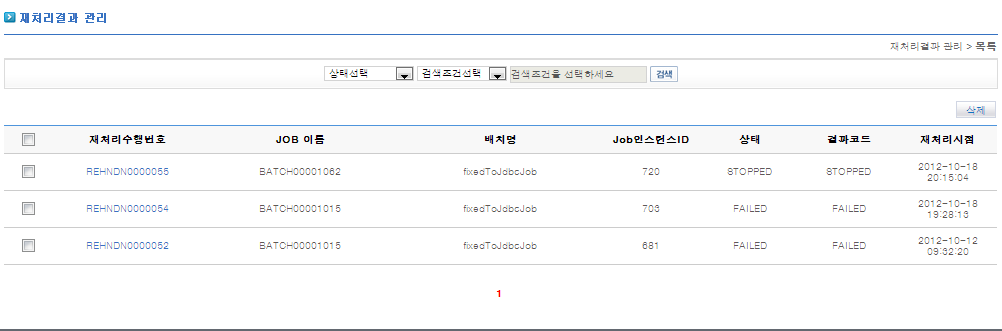 재처리결과 관리
재처리결과 관리 > 목록
상태선택 검색조건선택 검색조건을 선택하세요 검색
삭제
재처리수행번호 JOB 이름 배치명 Job인스턴스ID 상태 결과코드 재처리시점
REHNDN0000055 BATCH00001062 fixedToJdbcJob 720 STOPPED STOPPED 2012-10-18
20:15:04
REHNDN0000054 BATCH00001015 fixedToJdbcJob 703 FAILED FAILED 2012-10-18
19:28:13
REHNDN0000052 BATCH00001015 fixedToJdbcJob 681 FAILED FAILED 2012-10-12
09:32:20
1